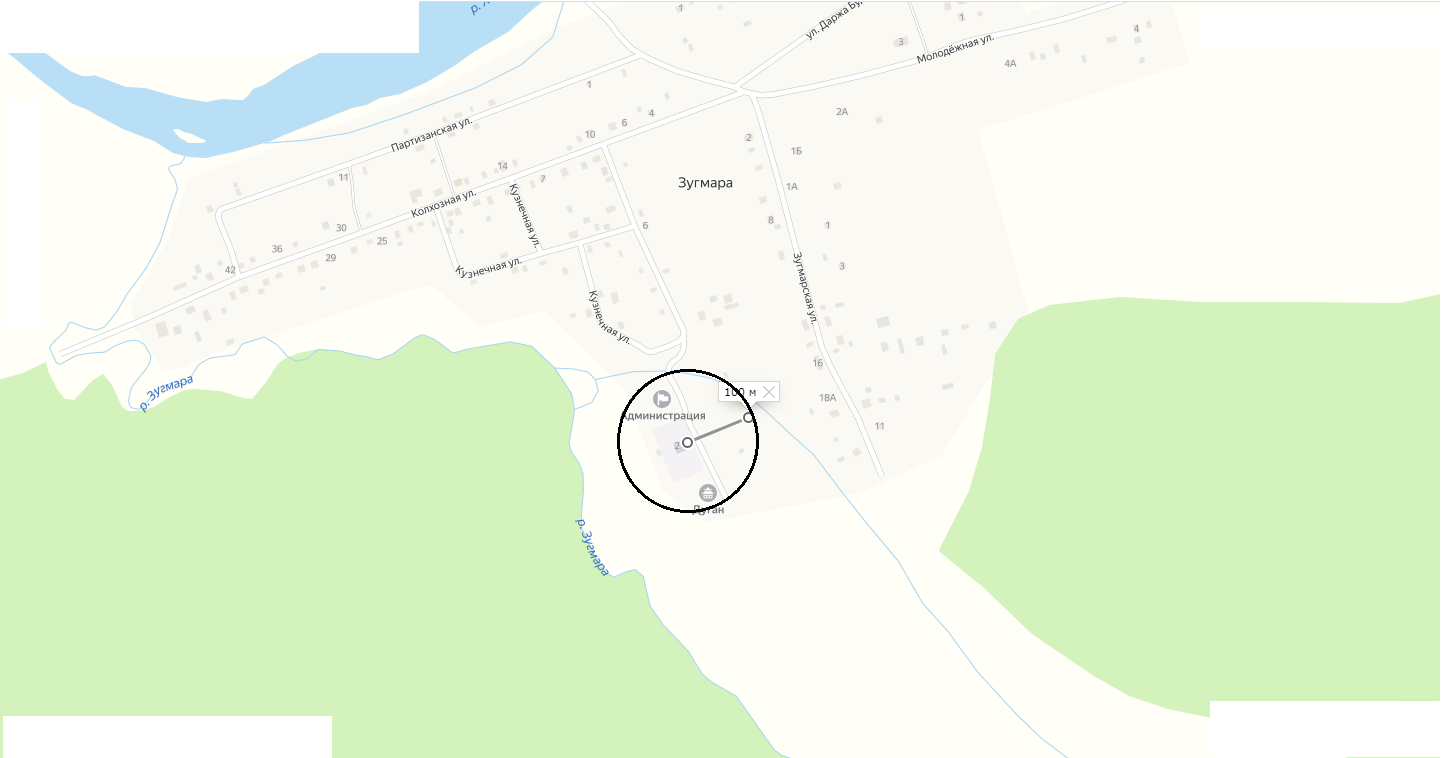 1
1
ул. Даржа Бу
3
Молодёжная ул.
4
4А
1
2А
4
6
10
Партизанская ул.
2
1Б
14
7
11
Зугмара
1А
Колхозная ул.
Кузнечная ул.
8
1
6
30
25
36
29
42
3
Кузнечная ул.
Зугмарская ул.
Кузнечная ул.
16
р. Зугмара
100 м
18А
Администрация
11
2
Дуган
р. Зугмара